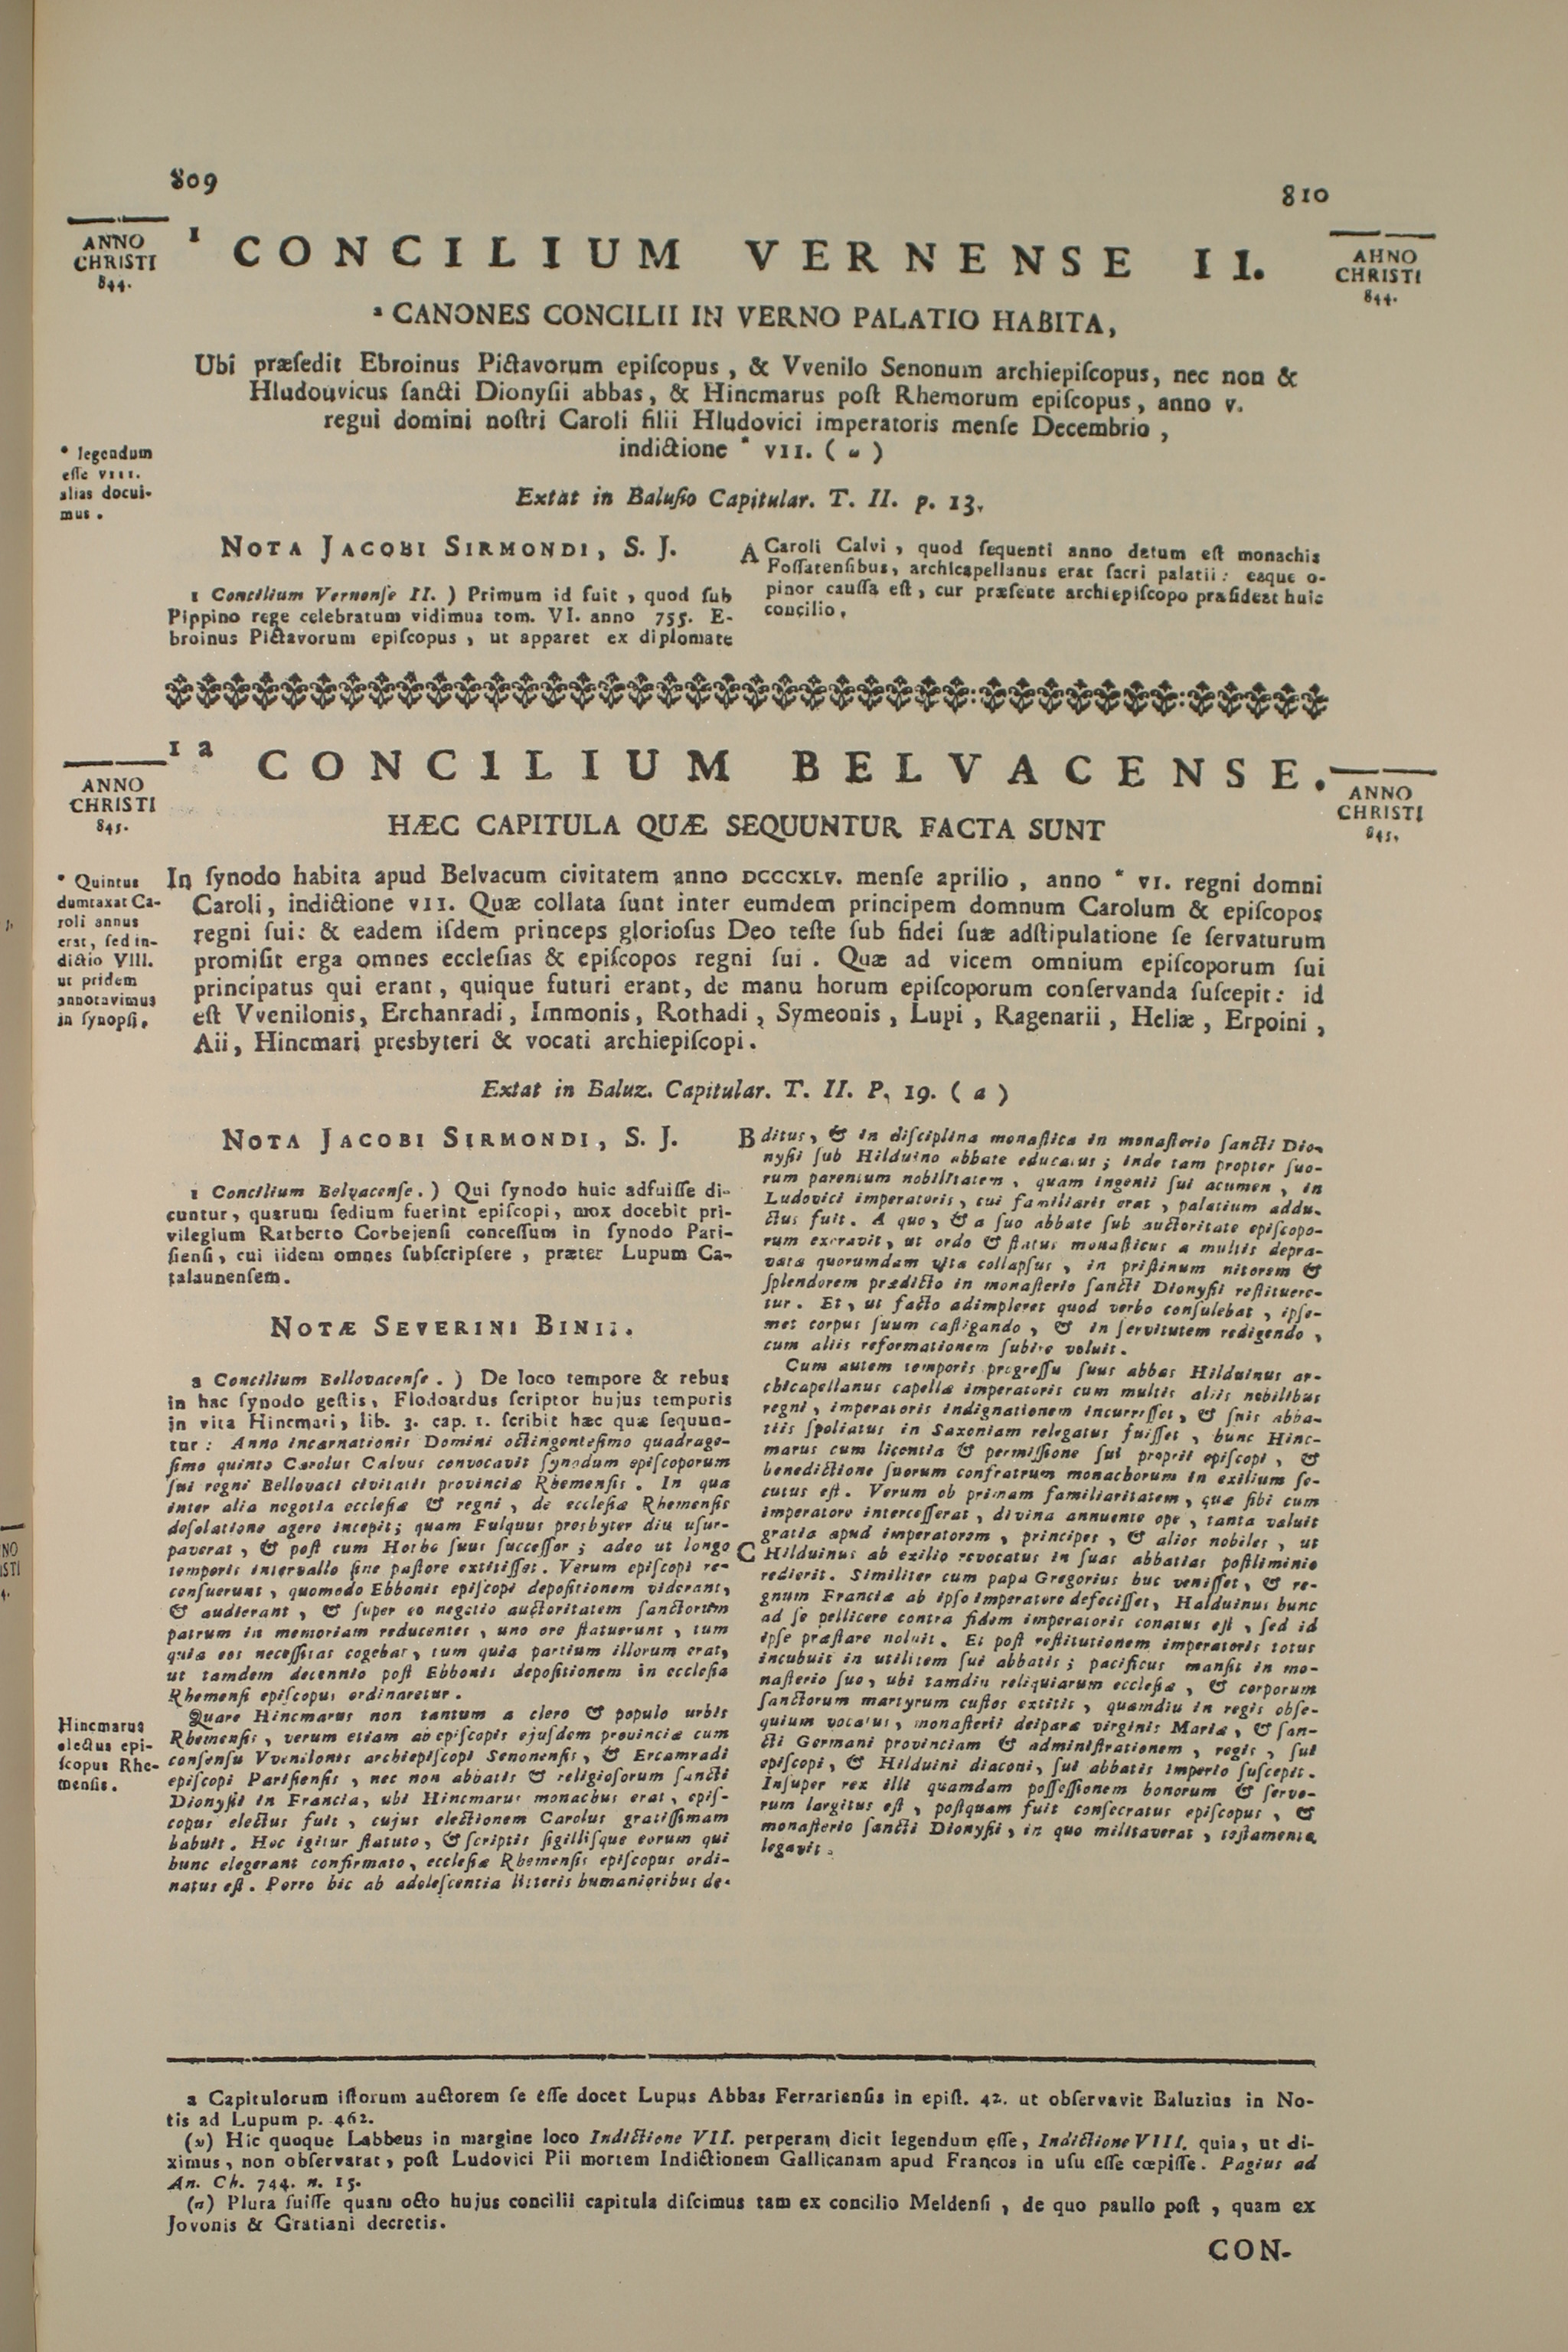 809
810
ANNO
CHRISTI
844.
¹ CONCILIUM VERNENSE II.
AHNO
CHRISTI
844.
ᵃ CANONES CONCILII IN VERNO PALATIO HABITA,
Ubi præſedit Ebroinus Pictavorum epiſcopus, & Vvenilo Senonum archiepiſcopus, nec non &
Hludouvicus ſancti Dionyſii abbas, & Hincmarus poſt Rhemorum epiſcopus, anno v.
regui domini noſtri Caroli filii Hludovici imperatoris menſe Decembrio,
indictione * VII. (u)
* legendum
eſſe VIII.
alias docui-
mus.
Extat in Baluſio Capitular. T. II. p. 13.
NOTA JACOBI SIRMONDI, S. J.
1 Concilium Vernenſe II. ) Primum id fuit, quod ſub
Pippino rege celebratum vidimus tom. VI. anno 755. E-
broinus Pictavorum epiſcopus, ut apparet ex diplomate
A Caroli Calvi, quod ſequenti anno datum eſt monachis
Foſſatenſibus, archicapellanus erat ſacri palatii: eaque o-
pinor cauſſa eſt, cur præſente archiepiſcopo præſideat huic
concilio.
ANNO
CHRISTI
845.
1 a CONCILIUM BELVACENSE.
ANNO
CHRISTI
845.
HÆC CAPITULA QUÆ SEQUUNTUR FACTA SUNT
* Quintus
dumtaxat Ca-
roli annus
erat, ſed in-
dictio VIII.
ut pridem
annotavimus
in ſynopſi.
In ſynodo habita apud Belvacum civitatem anno DCCCXLV. menſe aprilio, anno * VI. regni domni
Caroli, indictione VII. Quæ collata ſunt inter eumdem principem domnum Carolum & epiſcopos
regni ſui: & eadem iſdem princeps glorioſus Deo teſte ſub fidei ſuæ adſtipulatione ſe ſervaturum
promiſit erga omnes eccleſias & epiſcopos regni ſui. Quæ ad vicem omnium epiſcoporum ſui
principatus qui erant, quique futuri erant, de manu horum epiſcoporum conſervanda ſuſcepit: id
eſt Vvenilonis, Erchanradi, Immonis, Rothadi, Symeonis, Lupi, Ragenarii, Heliæ, Erpoini,
Aii, Hincmari presbyteri & vocati archiepiſcopi.
Extat in Baluz. Capitular. T. II. P. 19. (a)
NOTA JACOBI SIRMONDI, S. J.
1 Concilium Belvacenſe. ) Qui ſynodo huic adfuiſſe di-
cuntur, quarum ſedium fuerint epiſcopi, mox docebit pri-
vilegium Ratberto Corbejenſi conceſſum in ſynodo Pari-
ſienſi, cui iidem omnes ſubſcripſere, præter Lupum Ca-
talaunenſem.
NOTÆ SEVERINI BINII.
a Concilium Bellovacenſe. ) De loco tempore & rebus
in hac ſynodo geſtis, Flodoardus ſcriptor hujus temporis
in vita Hincmari, lib. 3. cap. 1. ſcribit hæc quæ ſequun-
tur: Anno incarnationis Domini octingenteſimo quadrage-
ſimo quinto Carolus Calvus convocavit ſynodum epiſcoporum
ſui regni Bellovaci civitatis provinciæ Rhemenſis. In qua
inter alia negotia eccleſiæ & regni, de eccleſiæ Rhemenſis
deſolatione agere incepit; quam Fulquus presbyter diu uſur-
paverat, & poſt cum Hotbo ſuus ſucceſſor; adeo ut longo
temporis intervallo ſine paſtore extitiſſet. Verum epiſcopi re-
cenſuerunt, quomodo Ebbonis epiſcopi depoſitionem viderant,
& audierant, & ſuper eo negotio auctoritatem ſanctorum
patrum in memoriam reducentes, uno ore ſtatuerunt, tum
quia eos neceſſitas cogebat, tum quia partium illorum erat,
ut tamdem decennio poſt Ebbonis depoſitionem in eccleſia
Rhemenſi epiſcopus ordinaretur.
Quare Hincmarus non tantum a clero & populo urbis
Rhemenſis, verum etiam ab epiſcopis ejuſdem provinciæ cum
conſenſu Vvenilonis archiepiſcopi Senonenſis, & Ercamradi
epiſcopi Pariſienſis, nec non abbatis & religioſorum ſancti
Dionyſii in Francia, ubi Hincmarus monachus erat, epiſ-
copus electus fuit, cujus electionem Carolus gratiſſimam
habuit. Hoc igitur ſtatuto, & ſcriptis ſigilliſque eorum qui
hunc elegerant confirmato, eccleſiæ Rhemenſis epiſcopus ordi-
natus eſt. Porro hic ab adoleſcentia litteris humanioribus de-
Hincmarus
electus epi-
ſcopus Rhe-
menſis.
B ditus, & in diſciplina monaſtica in monaſterio ſancti Dio-
nyſii ſub Hilduino abbate educatus; inde tam propter ſuo-
rum parentum nobilitatem, quam ingenii ſui acumen, in
Ludovici imperatoris, cui familiaris erat, palatium addu-
ctus fuit. A quo, & a ſuo abbate ſub auctoritate epiſcopo-
rum exoravit, ut ordo & ſtatus monaſticus a multis depra-
vata quorumdam vita collapſus, in priſtinum nitorem &
ſplendorem prædicto in monaſterio ſancti Dionyſii reſtituere-
tur. Et, ut facto adimpleret quod verbo conſulebat, ipſe-
met corpus ſuum caſtigando, & in ſervitutem redigendo,
cum aliis reformationem ſubire voluit.
Cum autem temporis progreſſu ſuus abbas Hilduinus ar-
chicapellanus capellæ imperatoris cum multis aliis nobilibus
regni, imperatoris indignationem incurriſſet, & ſuis abba-
tiis ſpoliatus in Saxoniam relegatus fuiſſet, hunc Hinc-
marus cum licentia & permiſſione ſui proprii epiſcopi, &
benedictione ſuorum confratrum monachorum in exilium ſe-
cutus eſt. Verum ob primam familiaritatem, quæ ſibi cum
imperatore interceſſerat, divina annuente ope, tanta valuit
gratia apud imperatorem, principes, & alios nobiles, ut
C Hilduinus ab exilio revocatus in ſuas abbatias poſtliminio
redierit. Similiter cum papa Gregorius huc veniſſet, & re-
gnum Franciæ ab ipſo imperatore defeciſſet, Halduinus hunc
ad ſe pellicere contra fidem imperatoris conatus eſt, ſed id
ipſe præſtare noluit. Et poſt reſtitutionem imperatoris totus
incubuit in utilitem ſui abbatis; pacificus manſit in mo-
naſterio ſuo, ubi tamdiu reliquiarum eccleſiæ, & corporum
ſanctorum martyrum cuſtos extitit, quamdiu in regis obſe-
quium vocatus, monaſterii deiparæ virginis Mariæ, & ſan-
cti Germani provinciam & adminiſtrationem, regis, ſui
epiſcopi, & Hilduini diaconi, ſui abbatis imperio ſuſcepit.
Inſuper rex illi quamdam poſſeſſionem bonorum & ſervo-
rum largitus eſt, poſtquam fuit conſecratus epiſcopus, &
monaſterio ſancti Dionyſii, in quo militaverat, teſtamento
legavit.
a Capitulorum iſtorum auctorem ſe eſſe docet Lupus Abbas Ferrarienſis in epiſt. 42. ut obſervavit Baluzius in No-
tis ad Lupum p. 462.
(u) Hic quoque Labbeus in margine loco Indictione VII. perperam dicit legendum eſſe, Indictione VIII. quia, ut di-
ximus, non obſervarat, poſt Ludovici Pii mortem Indictionem Gallicanam apud Francos in uſu eſſe cœpiſſe. Pagius ad
An. Ch. 744. n. 15.
(a) Plura fuiſſe quam octo hujus concilii capitula diſcimus tam ex concilio Meldenſi, de quo paullo poſt, quam ex
Jovonis & Gratiani decretis.
CON-